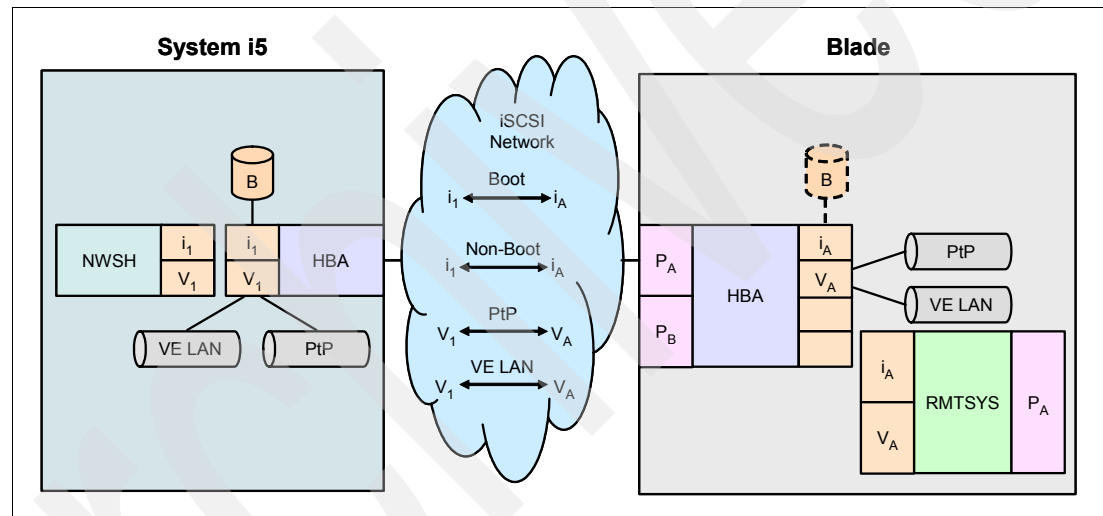 System i5
Blade
iSCSI
Network
Boot
i1 iA
Non-Boot
i1 iA
PtP
V1 VA
VE LAN
V1 VA
B
NWSH
i1
V1
i1
V1
HBA
VE LAN
PtP
B
PA
PB
HBA
iA
VA
PtP
VE LAN
iA
VA
RMTSYS
PA